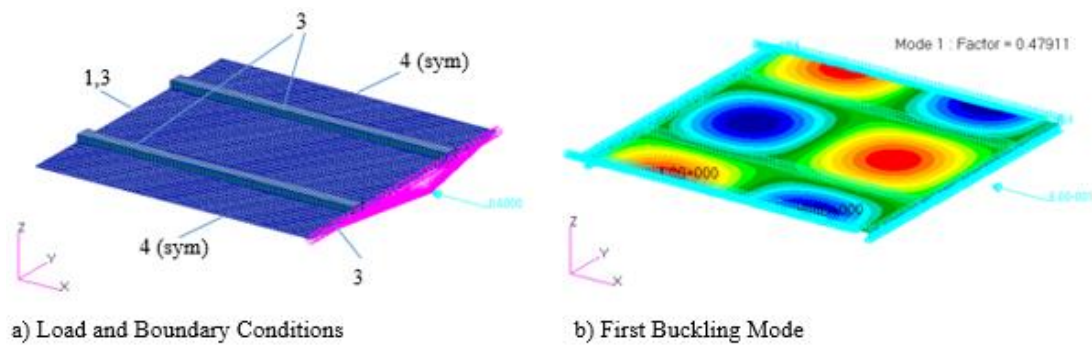 3
4 (sym)
1,3
4 (sym)
3
Z
Y
X
a) Load and Boundary Conditions
Mode 1 : Factor = 0.47911
Z
Y
X
b) First Buckling Mode